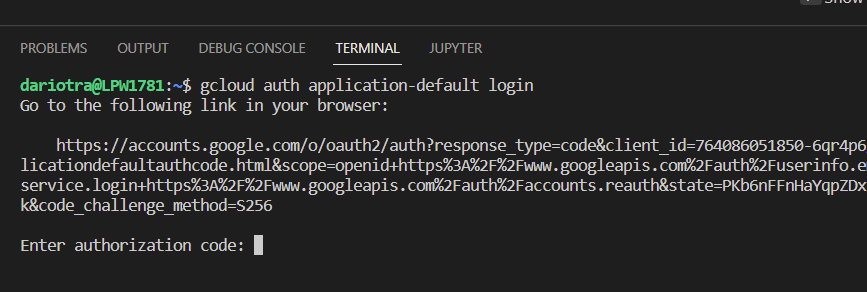 Show
PROBLEMS OUTPUT DEBUG CONSOLE TERMINAL JUPYTER
dariotra@LPW1781:~$ gcloud auth application-default login
Go to the following link in your browser:
https://accounts.google.com/o/oauth2/auth?response_type=code&client_id=764086051850-6qr4p6
licationdefaultauthcode.html&scope=openid+https%3A%2F%2Fwww.googleapis.com%2Fauth%2Fuserinfo.e
service.login+https%3A%2F%2Fwww.googleapis.com%2Fauth%2Faccounts.reauth&state=PKb6nFFnHaYqpZDx
k&code_challenge_method=S256
Enter authorization code: